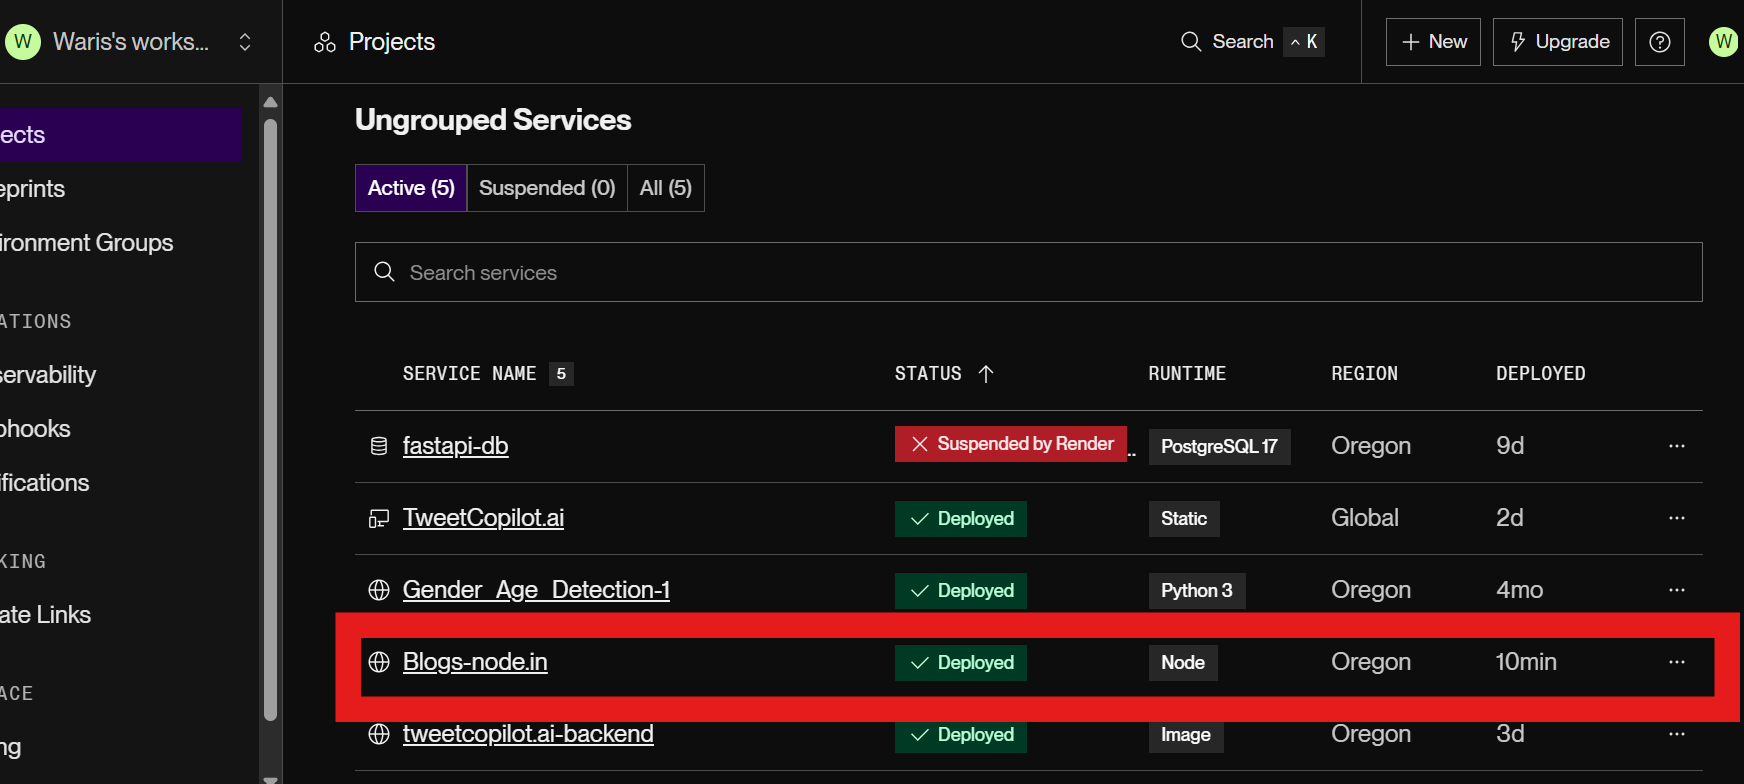 W Waris's works... Projects Search ^ K + New Upgrade ? W
ects
eprints
ironment Groups
ATIONS
servability
ohooks
ifications
KING
ate Links
ACE
ng
Ungrouped Services
Active (5) Suspended (0) All (5)
Search services
SERVICE NAME 5 STATUS ↑ RUNTIME REGION DEPLOYED
fastapi-db Suspended by Render .. PostgreSQL 17 Oregon 9d ...
TweetCopilot.ai Deployed Static Global 2d ...
Gender_Age_Detection-1 Deployed Python 3 Oregon 4mo ...
Blogs-node.in Deployed Node Oregon 10min ...
tweetcopilot.ai-backend Deployed Image Oregon 3d ...